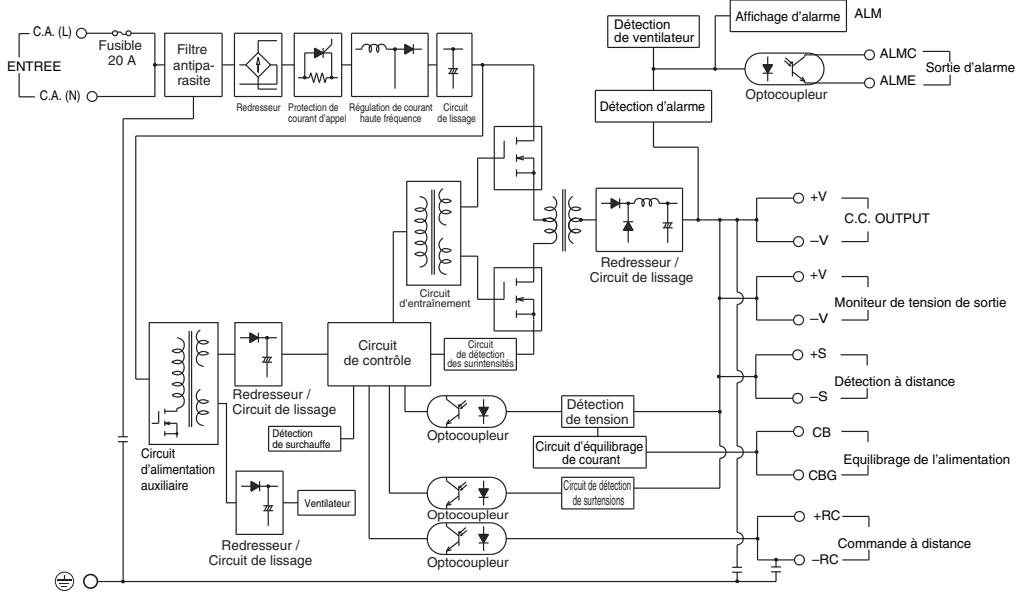 C.A. (L)
Fusible
20 A
ENTREE
C.A. (N)
Filtre
antipa-
rasite
Redresseur
Protection de
courant d'appel
Régulation de courant
haute fréquence
Circuit
de lissage
Détection
de ventilateur
Affichage d'alarme
ALM
Optocoupleur
ALMC
ALME
Sortie d'alarme
Détection d'alarme
Circuit
d'entraînement
Redresseur /
Circuit de lissage
+V
–V
C.C. OUTPUT
+V
–V
Moniteur de tension de sortie
Circuit
de contrôle
Circuit
de détection
des surintensités
+S
–S
Détection à distance
Redresseur /
Circuit de lissage
Détection
de surchauffe
Optocoupleur
Détection
de tension
Circuit d'équilibrage
de courant
CB
CBG
Equilibrage de l'alimentation
Circuit
d'alimentation
auxiliaire
Ventilateur
Redresseur /
Circuit de lissage
Optocoupleur
Circuit de détection
de surtensions
Optocoupleur
+RC
–RC
Commande à distance